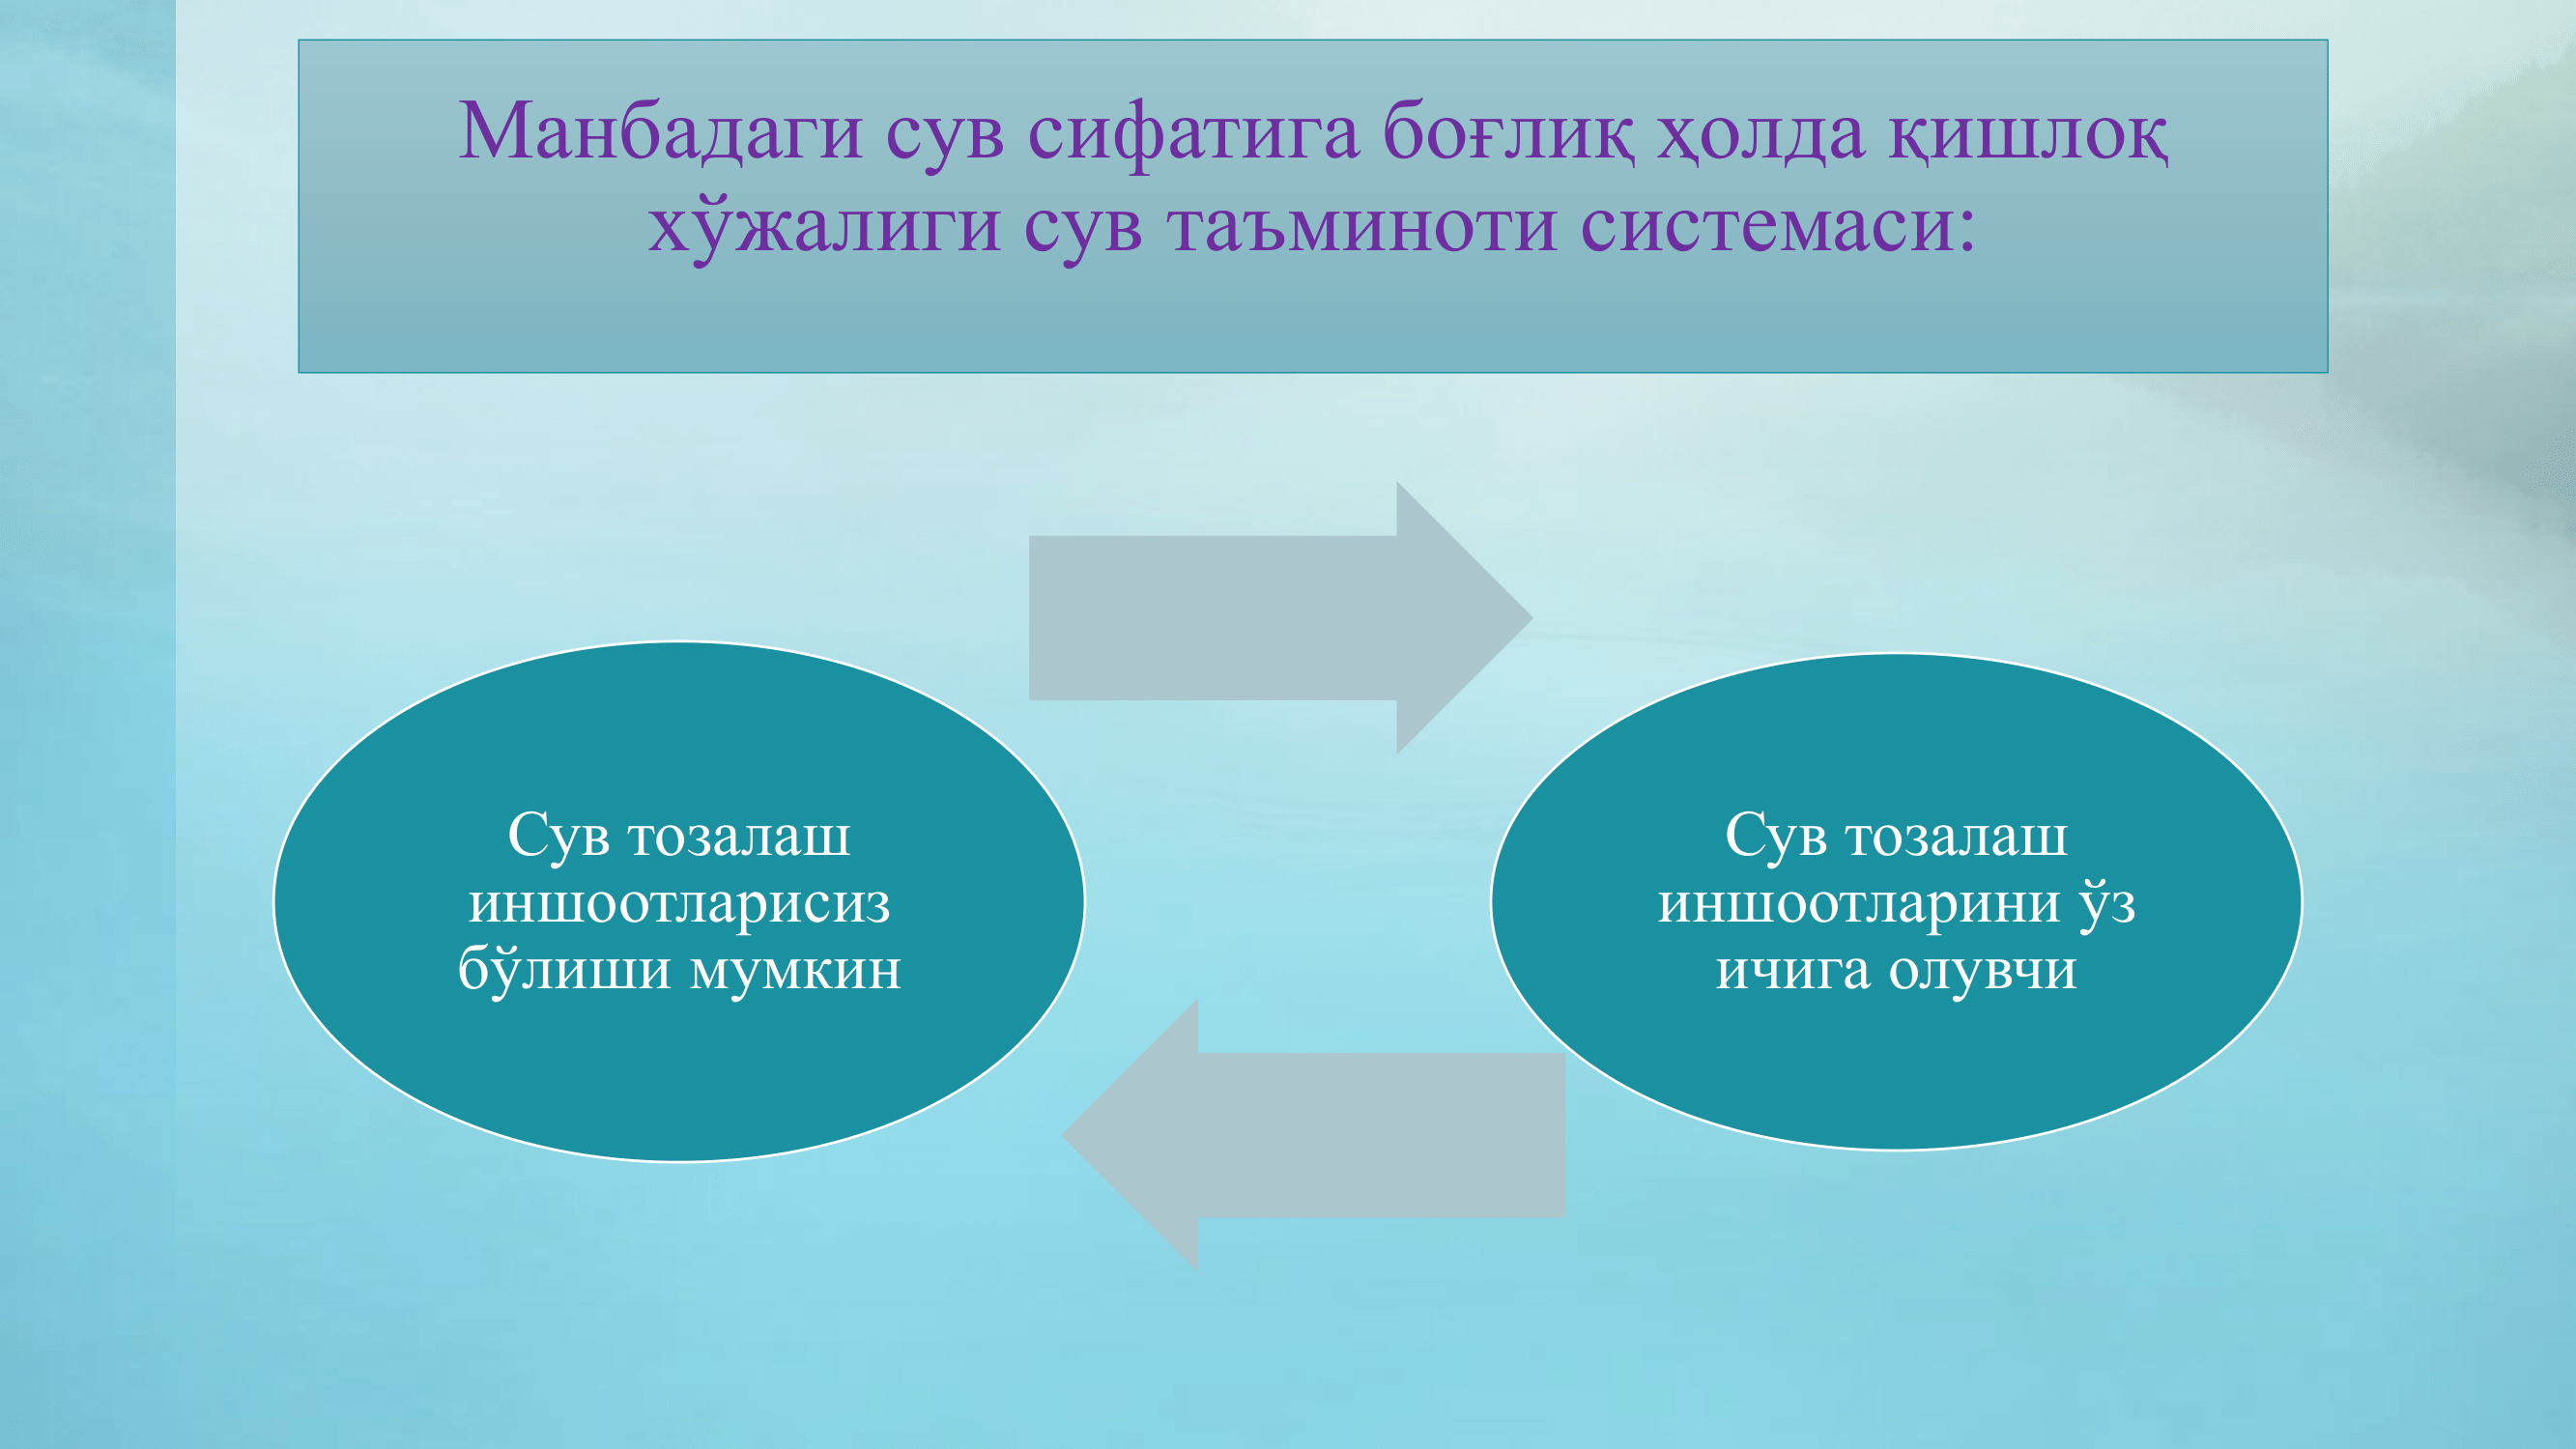 Манбадаги сув сифатига боғлиқ ҳолда қишлоқ
хўжалиги сув таъминоти системаси:
Сув тозалаш
иншоотларисиз
бўлиши мумкин
Сув тозалаш
иншоотларини ўз
ичига олувчи